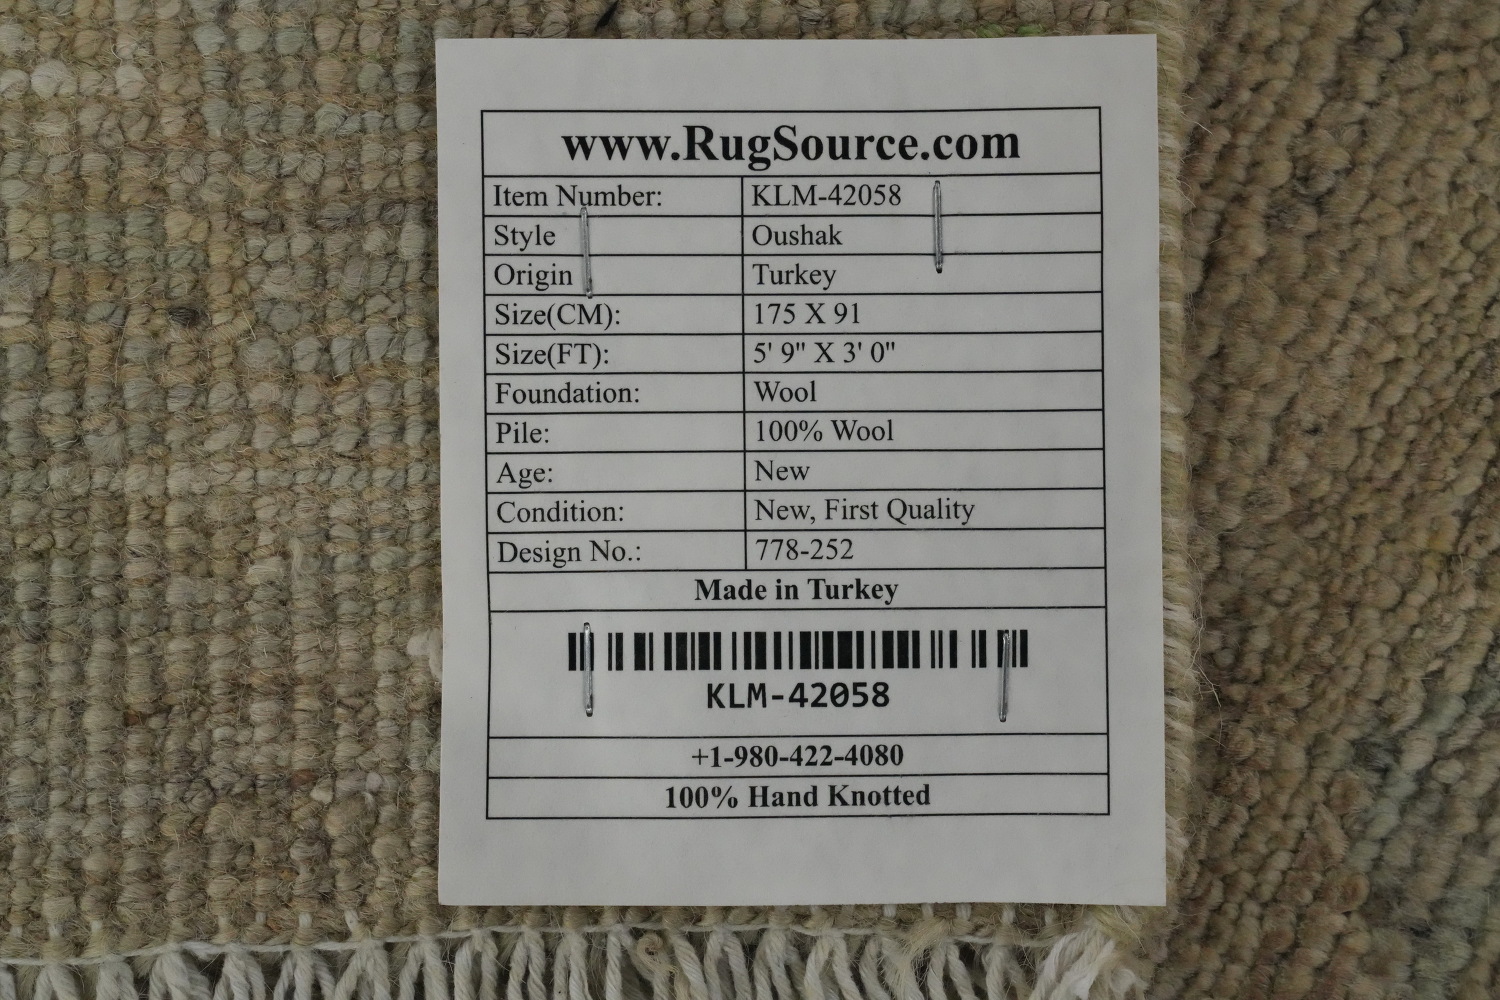 www.RugSource.com
Item Number: KLM-42058
Style Oushak
Origin Turkey
Size(CM): 175 X 91
Size(FT): 5' 9" X 3' 0"
Foundation: Wool
Pile: 100% Wool
Age: New
Condition: New, First Quality
Design No.: 778-252
Made in Turkey
KLM-42058
+1-980-422-4080
100% Hand Knotted